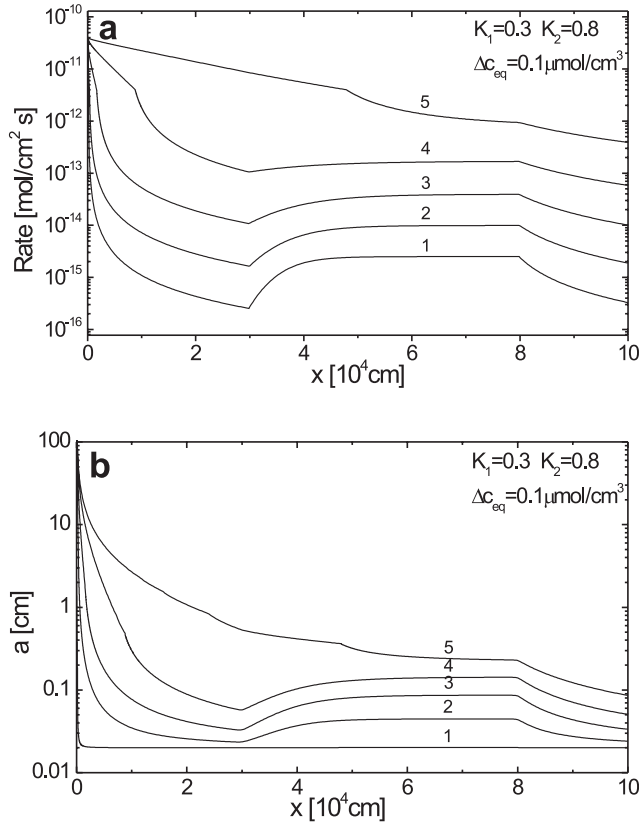 a
K₁=0.3 K₂=0.8
Δc_eq=0.1μmol/cm³
Rate [mol/cm² s]
10⁻¹⁰
10⁻¹¹
10⁻¹²
10⁻¹³
10⁻¹⁴
10⁻¹⁵
10⁻¹⁶
5
4
3
2
1
0 2 4 6 8 10
x [10⁴cm]
b
K₁=0.3 K₂=0.8
Δc_eq=0.1μmol/cm³
a [cm]
100
10
1
0.1
0.01
5
4
3
2
1
0 2 4 6 8 10
x [10⁴cm]